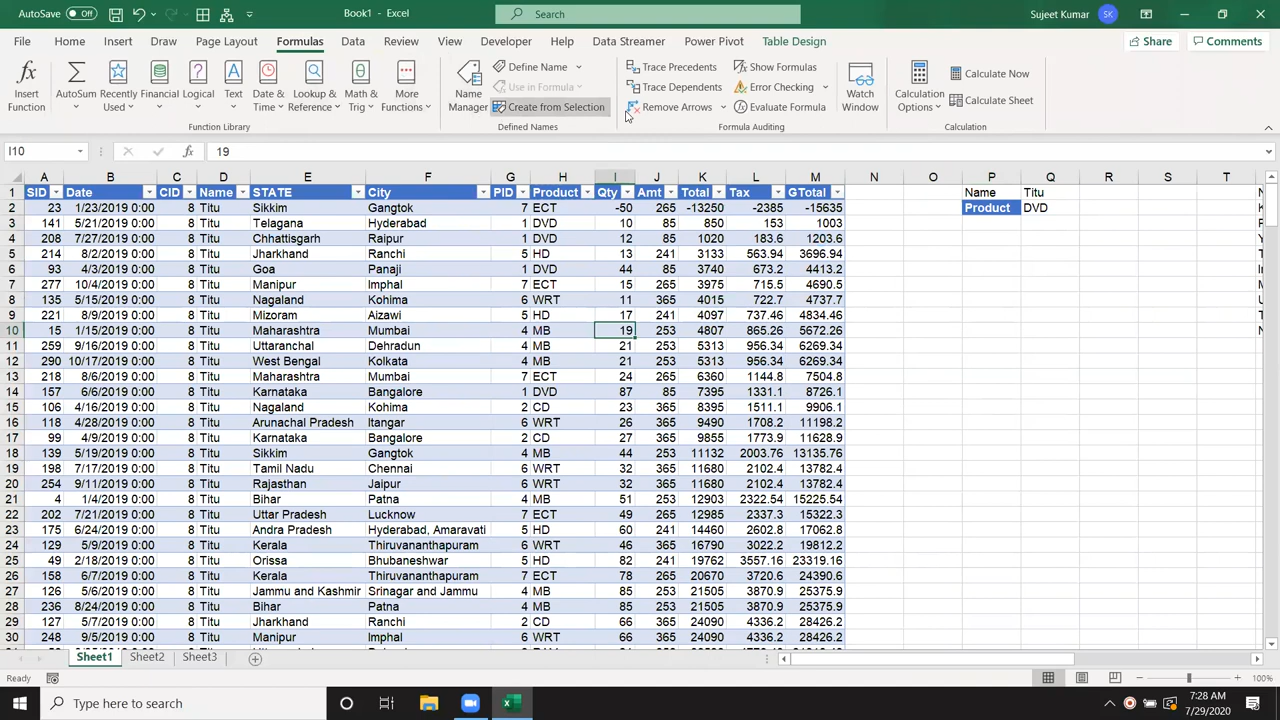 AutoSave Off Book1 - Excel Search Sujeet Kumar SK
File Home Insert Draw Page Layout Formulas Data Review View Developer Help Data Streamer Power Pivot Table Design Share Comments
Insert Function AutoSum Recently Used Financial Logical Text Date & Time Lookup & Reference Math & Trig More Functions
Function Library
Name Manager Define Name Use in Formula Create from Selection
Defined Names
Trace Precedents Trace Dependents Remove Arrows Show Formulas Error Checking Evaluate Formula Watch Window
Formula Auditing
Calculation Options Calculate Now Calculate Sheet
Calculation
I10 fx 19
A B C D E F G H I J K L M N O P Q R S T
1 SID Date CID Name STATE City PID Product Qty Amt Total Tax GTotal Name Titu
2 23 1/23/2019 0:00 8 Titu Sikkim Gangtok 7 ECT -50 265 -13250 -2385 -15635 Product DVD
3 141 5/21/2019 0:00 8 Titu Telagana Hyderabad 1 DVD 10 85 850 153 1003
4 208 7/27/2019 0:00 8 Titu Chhattisgarh Raipur 1 DVD 12 85 1020 183.6 1203.6
5 214 8/2/2019 0:00 8 Titu Jharkhand Ranchi 5 HD 13 241 3133 563.94 3696.94
6 93 4/3/2019 0:00 8 Titu Goa Panaji 1 DVD 44 85 3740 673.2 4413.2
7 277 10/4/2019 0:00 8 Titu Manipur Imphal 7 ECT 15 265 3975 715.5 4690.5
8 135 5/15/2019 0:00 8 Titu Nagaland Kohima 6 WRT 11 365 4015 722.7 4737.7
9 221 8/9/2019 0:00 8 Titu Mizoram Aizawi 5 HD 17 241 4097 737.46 4834.46
10 15 1/15/2019 0:00 8 Titu Maharashtra Mumbai 4 MB 19 253 4807 865.26 5672.26
11 259 9/16/2019 0:00 8 Titu Uttaranchal Dehradun 4 MB 21 253 5313 956.34 6269.34
12 290 10/17/2019 0:00 8 Titu West Bengal Kolkata 4 MB 21 253 5313 956.34 6269.34
13 218 8/6/2019 0:00 8 Titu Maharashtra Mumbai 7 ECT 24 265 6360 1144.8 7504.8
14 157 6/6/2019 0:00 8 Titu Karnataka Bangalore 1 DVD 87 85 7395 1331.1 8726.1
15 106 4/16/2019 0:00 8 Titu Nagaland Kohima 2 CD 23 365 8395 1511.1 9906.1
16 118 4/28/2019 0:00 8 Titu Arunachal Pradesh Itangar 6 WRT 26 365 9490 1708.2 11198.2
17 99 4/9/2019 0:00 8 Titu Karnataka Bangalore 2 CD 27 365 9855 1773.9 11628.9
18 139 5/19/2019 0:00 8 Titu Sikkim Gangtok 4 MB 44 253 11132 2003.76 13135.76
19 198 7/17/2019 0:00 8 Titu Tamil Nadu Chennai 6 WRT 32 365 11680 2102.4 13782.4
20 254 9/11/2019 0:00 8 Titu Rajasthan Jaipur 6 WRT 32 365 11680 2102.4 13782.4
21 4 1/4/2019 0:00 8 Titu Bihar Patna 4 MB 51 253 12903 2322.54 15225.54
22 202 7/21/2019 0:00 8 Titu Uttar Pradesh Lucknow 7 ECT 49 265 12985 2337.3 15322.3
23 175 6/24/2019 0:00 8 Titu Andra Pradesh Hyderabad, Amaravati 5 HD 60 241 14460 2602.8 17062.8
24 129 5/9/2019 0:00 8 Titu Kerala Thiruvananthapuram 6 WRT 46 365 16790 3022.2 19812.2
25 49 2/18/2019 0:00 8 Titu Orissa Bhubaneshwar 5 HD 82 241 19762 3557.16 23319.16
26 158 6/7/2019 0:00 8 Titu Kerala Thiruvananthapuram 7 ECT 78 265 20670 3720.6 24390.6
27 126 5/6/2019 0:00 8 Titu Jammu and Kashmir Srinagar and Jammu 4 MB 85 253 21505 3870.9 25375.9
28 236 8/24/2019 0:00 8 Titu Bihar Patna 4 MB 85 253 21505 3870.9 25375.9
29 127 5/7/2019 0:00 8 Titu Jharkhand Ranchi 2 CD 66 365 24090 4336.2 28426.2
30 248 9/5/2019 0:00 8 Titu Manipur Imphal 6 WRT 66 365 24090 4336.2 28426.2
Sheet1 Sheet2 Sheet3
Ready 100%
Type here to search 7:28 AM
7/29/2020